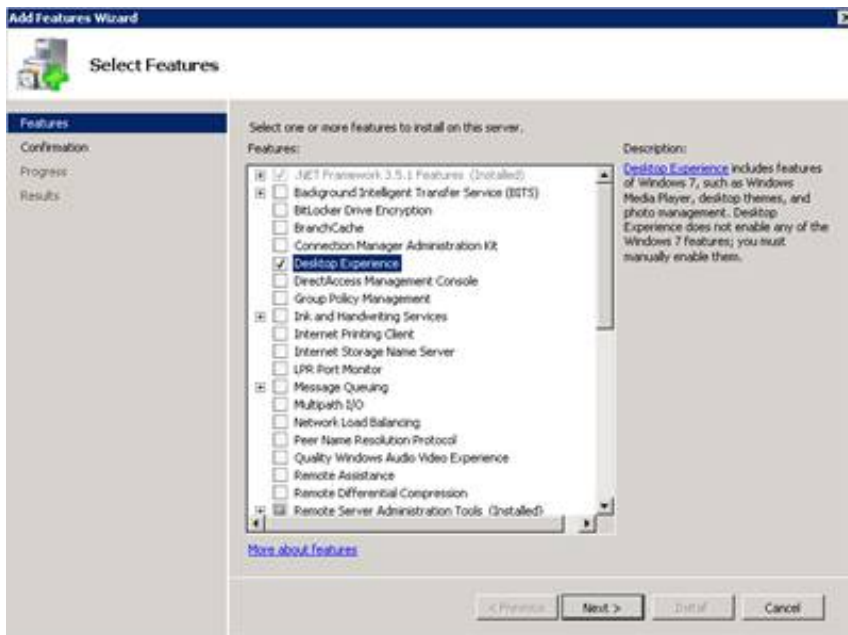 Add Features Wizard
Select Features
Features
Confirmation
Progress
Results
Select one or more features to install on this server.
Features:
.NET Framework 3.5.1 Features (Installed)
Background Intelligent Transfer Service (BITS)
BitLocker Drive Encryption
BranchCache
Connection Manager Administration Kit
Desktop Experience
DirectAccess Management Console
Group Policy Management
Ink and Handwriting Services
Internet Printing Client
Internet Storage Name Server
LPR Port Monitor
Message Queuing
Multipath I/O
Network Load Balancing
Peer Name Resolution Protocol
Quality Windows Audio Video Experience
Remote Assistance
Remote Differential Compression
Remote Server Administration Tools (Installed)
More about features
Description:
Desktop Experience includes features
of Windows 7, such as Windows
Media Player, desktop themes, and
photo management. Desktop
Experience does not enable any of the
Windows 7 features; you must
manually enable them.
< Previous
Next >
Install
Cancel